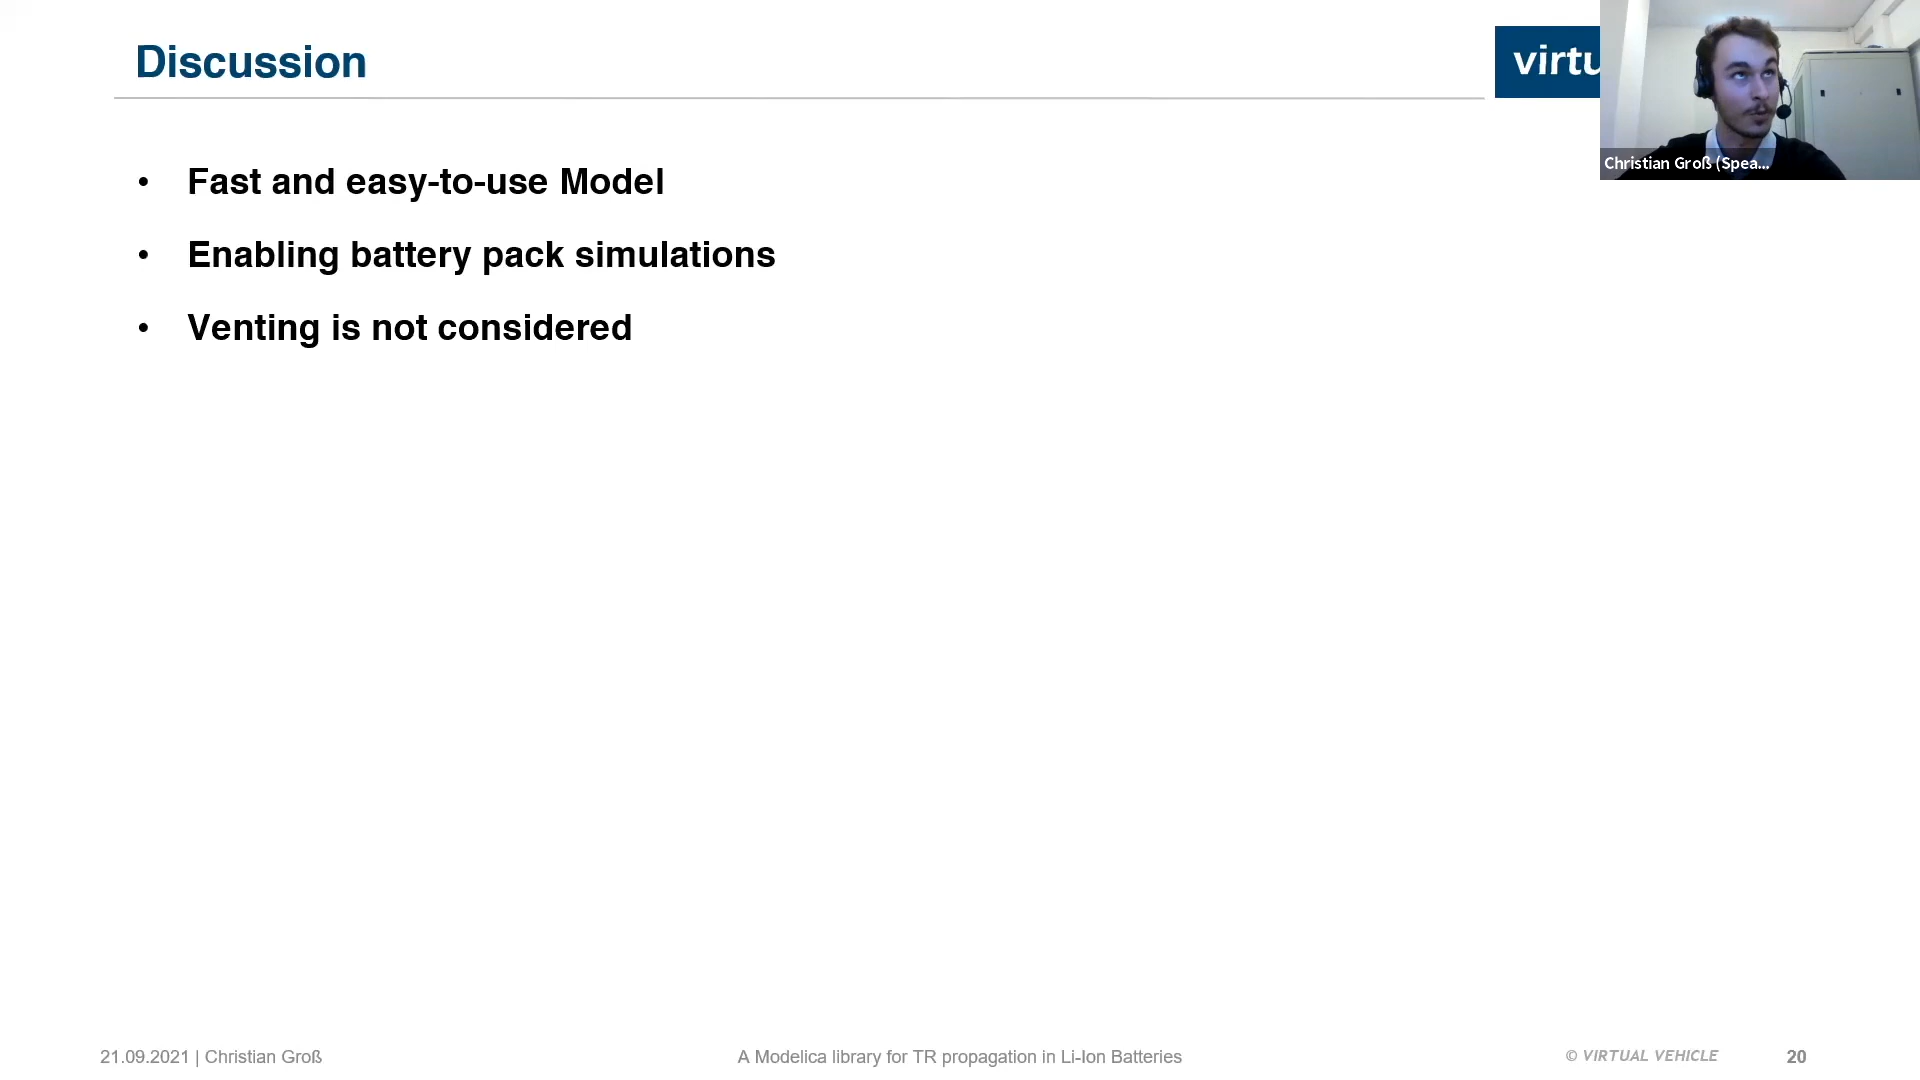 Discussion
virtu
Christian Groß (Spea...
• Fast and easy-to-use Model
• Enabling battery pack simulations
• Venting is not considered
21.09.2021 | Christian Groß
A Modelica library for TR propagation in Li-Ion Batteries
© VIRTUAL VEHICLE
20